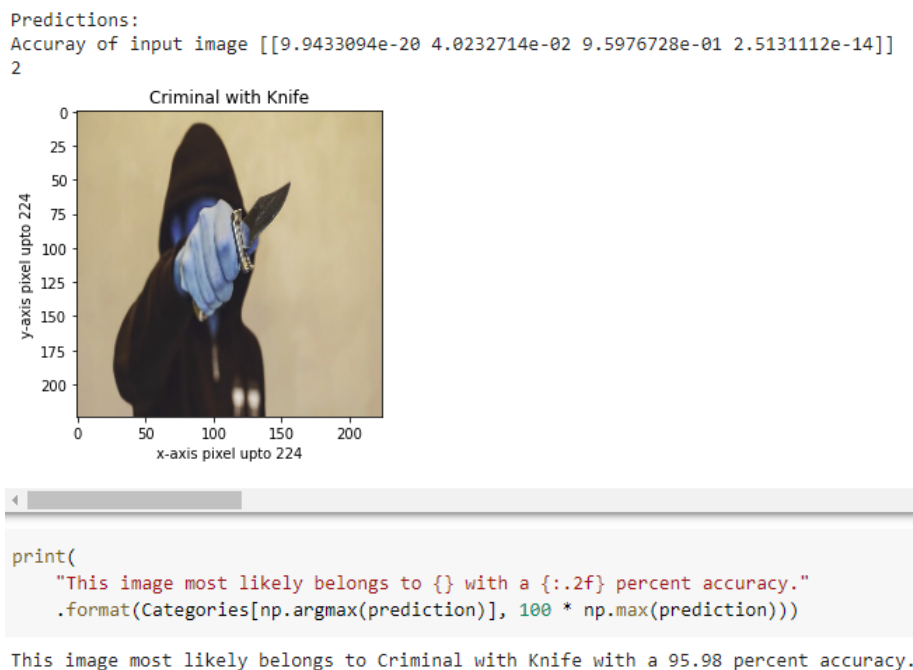 Predictions:
Accuray of input image [[9.9433094e-20 4.0232714e-02 9.5976728e-01 2.5131112e-14]]
2
Criminal with Knife
0
25
50
75
100
125
150
175
200
y-axis pixel upto 224
0 50 100 150 200
x-axis pixel upto 224
print(
"This image most likely belongs to {} with a {:.2f} percent accuracy."
.format(Categories[np.argmax(prediction)], 100 * np.max(prediction)))
This image most likely belongs to Criminal with Knife with a 95.98 percent accuracy.